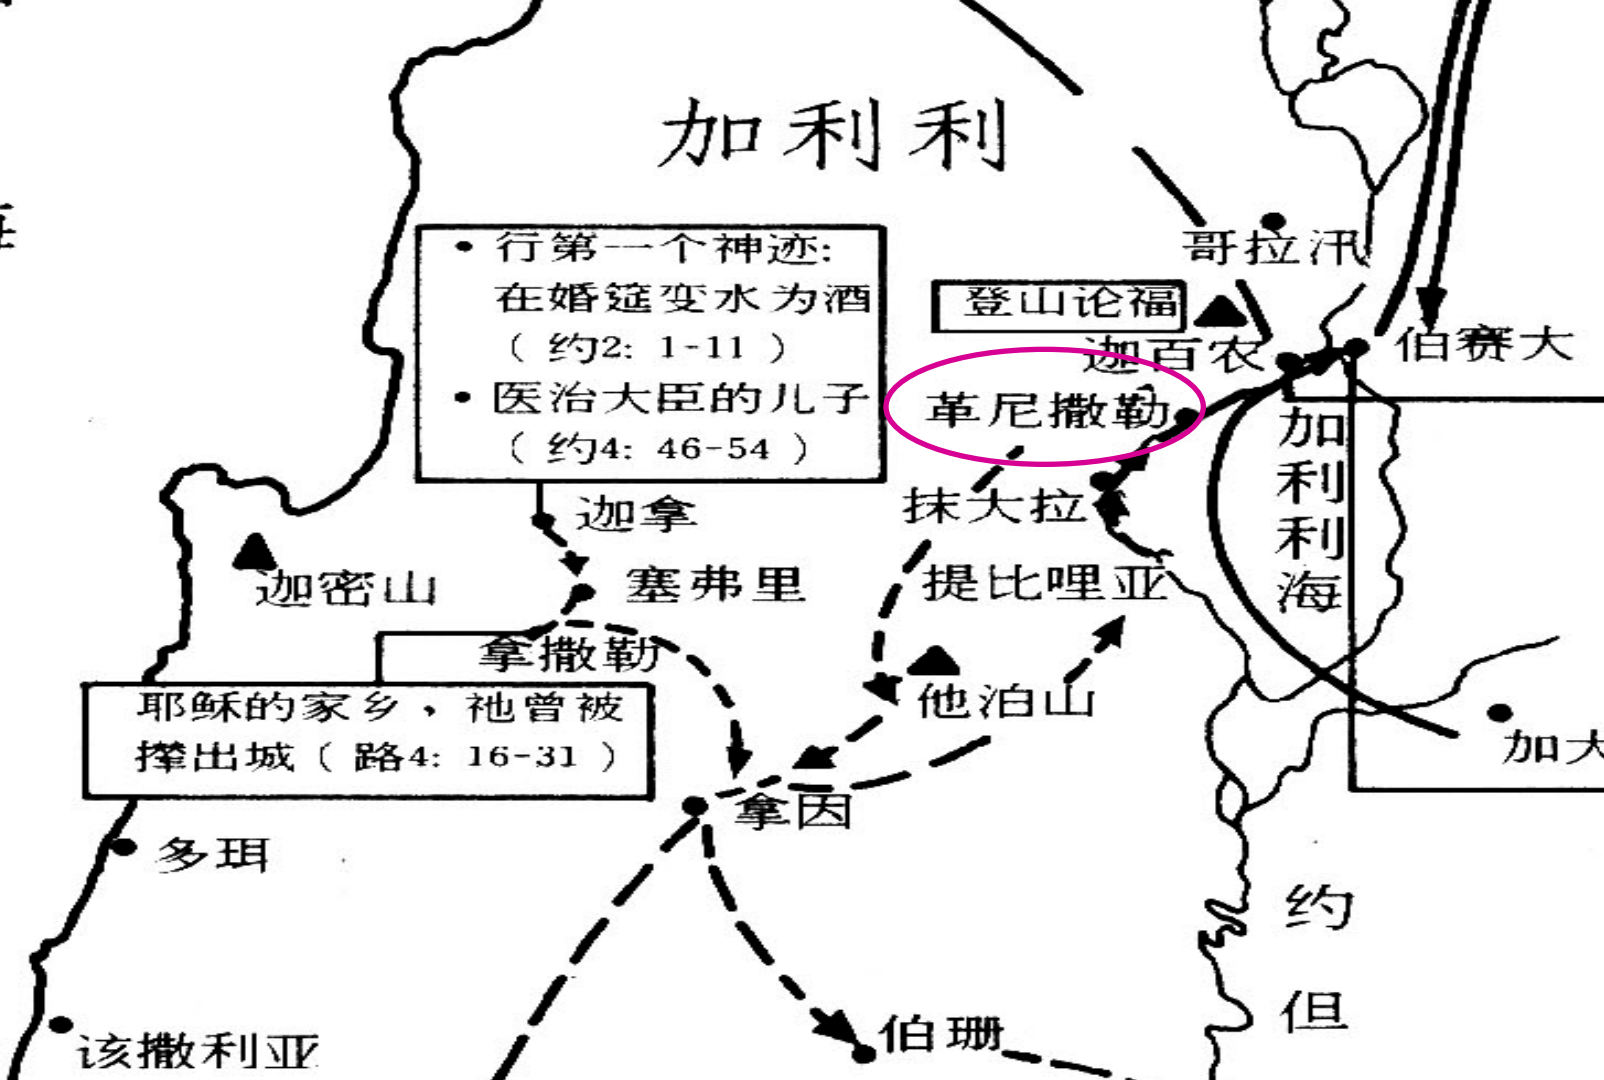 加利利
• 行第一个神迹:
在婚筵变水为酒
( 约2: 1-11 )
• 医治大臣的儿子
( 约4: 46-54 )
哥拉汛
登山论福
迦百农
伯赛大
革尼撒勒
加利利海
抹大拉
迦拿
提比哩亚
塞弗里
迦密山
拿撒勒
他泊山
耶稣的家乡,祂曾被
撵出城 ( 路4: 16-31 )
加大
拿因
多珥
约但
伯珊
该撒利亚